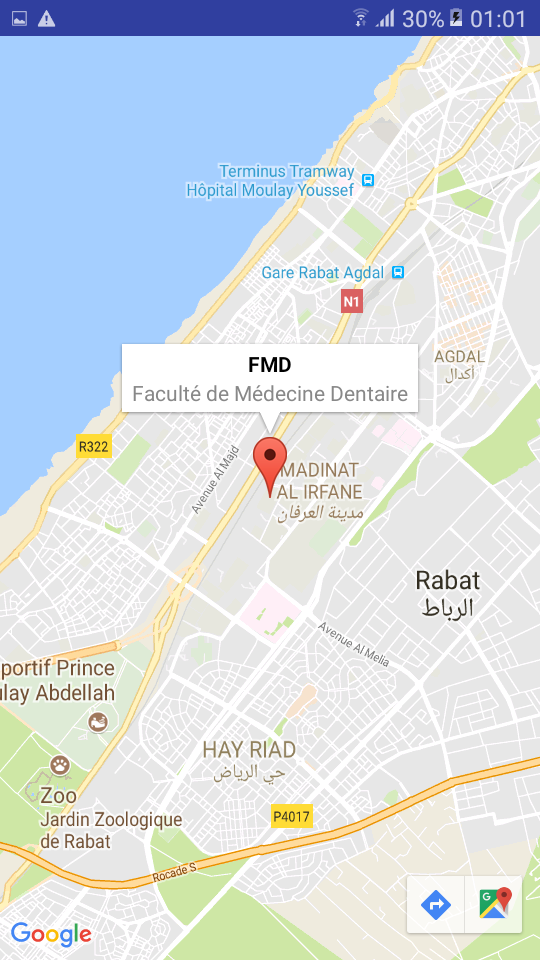 30% 01:01
Terminus Tramway
Hôpital Moulay Youssef
Gare Rabat Agdal
N1
AGDAL
أكدال
FMD
Faculté de Médecine Dentaire
R322
Avenue Al Majd
MADINAT
AL IRFANE
مدينة العرفان
Rabat
الرباط
Avenue Al Melia
portif Prince
ulay Abdellah
HAY RIAD
حي الرياض
Zoo
Jardin Zoologique
de Rabat
P4017
Rocade S
G
Google